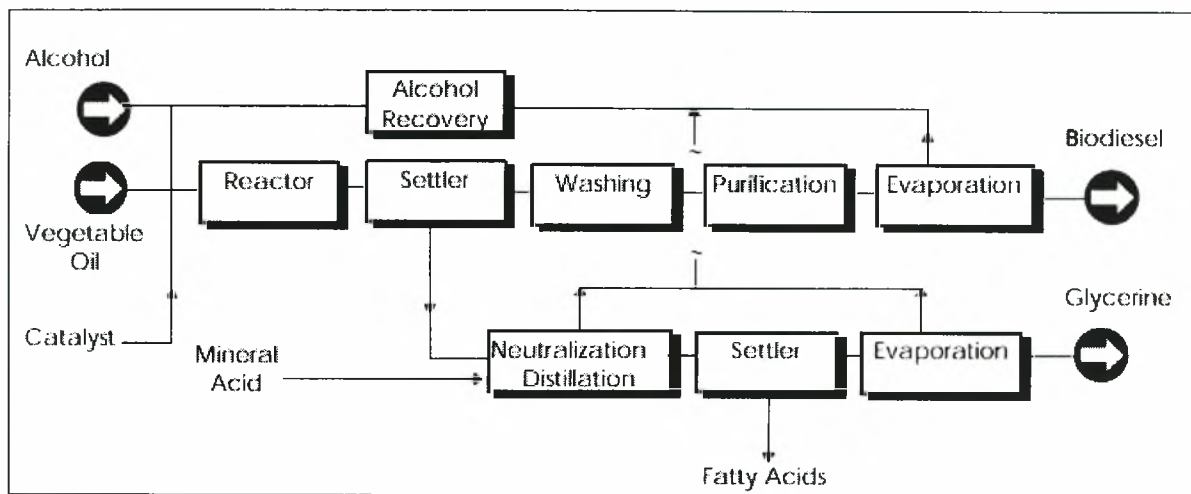 Alcohol
Alcohol
Recovery
Biodiesel
Reactor
Settler
Washing
Purification
Evaporation
Vegetable
Oil
Glycerine
Catalyst
Mineral
Acid
Neutralization
Distillation
Settler
Evaporation
Fatty Acids